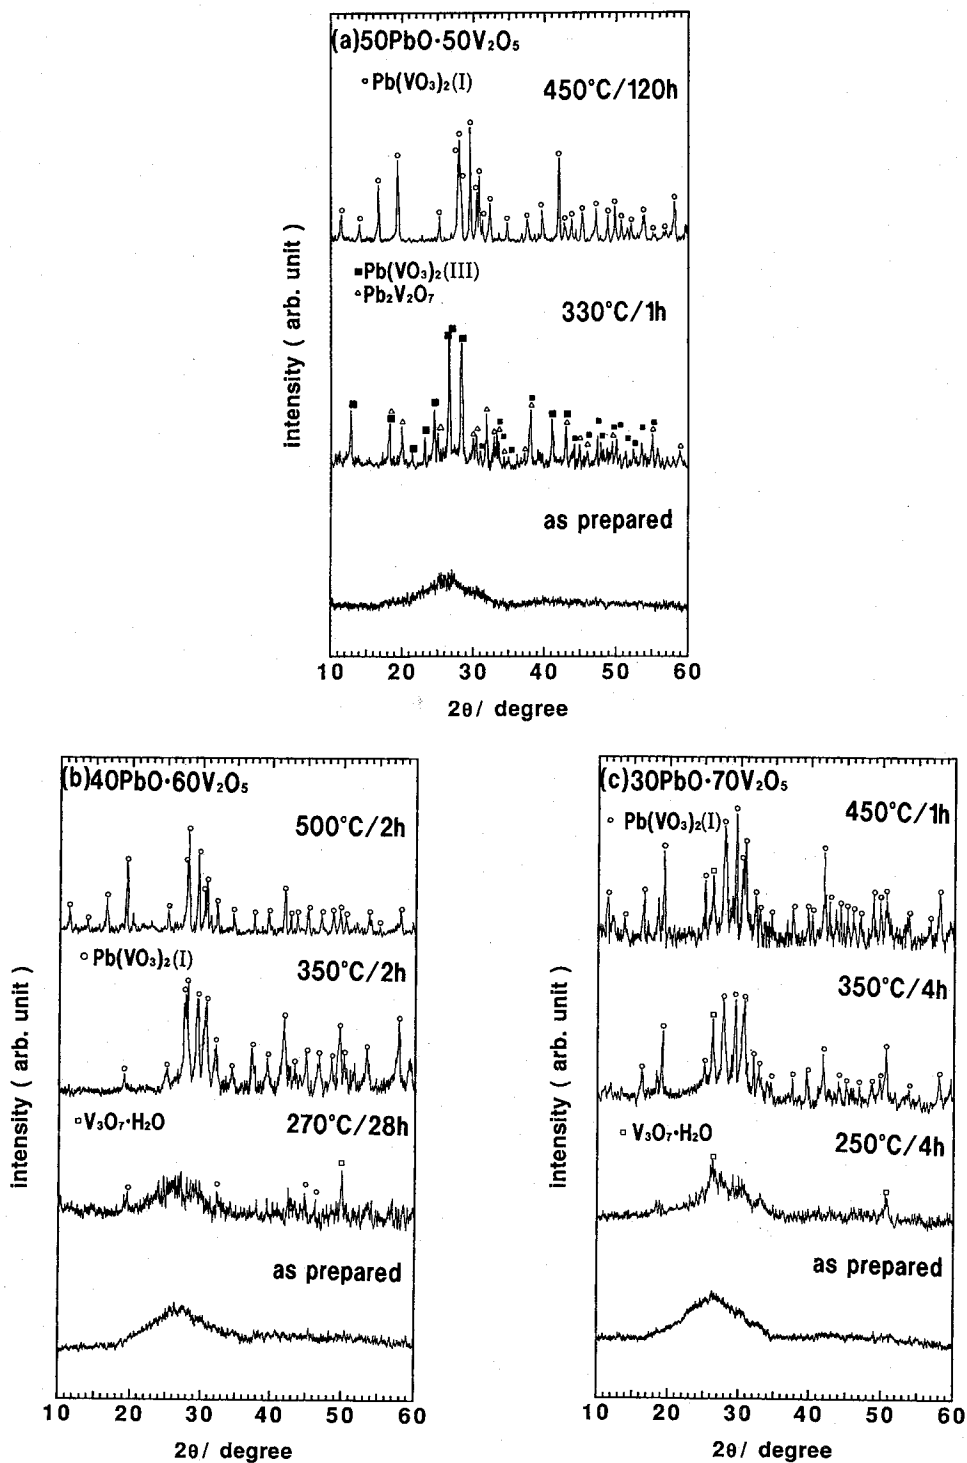 (a)50PbO·50V₂O₅
○ Pb(VO₃)₂(I)
450°C/120h
■ Pb(VO₃)₂(III)
△ Pb₂V₂O₇
330°C/1h
as prepared
intensity ( arb. unit )
10 20 30 40 50 60
2θ/ degree
(b)40PbO·60V₂O₅
500°C/2h
○ Pb(VO₃)₂(I)
350°C/2h
□ V₃O₇·H₂O
270°C/28h
as prepared
intensity ( arb. unit )
10 20 30 40 50 60
2θ/ degree
(c)30PbO·70V₂O₅
○ Pb(VO₃)₂(I)
450°C/1h
350°C/4h
□ V₃O₇·H₂O
250°C/4h
as prepared
intensity ( arb. unit )
10 20 30 40 50 60
2θ/ degree